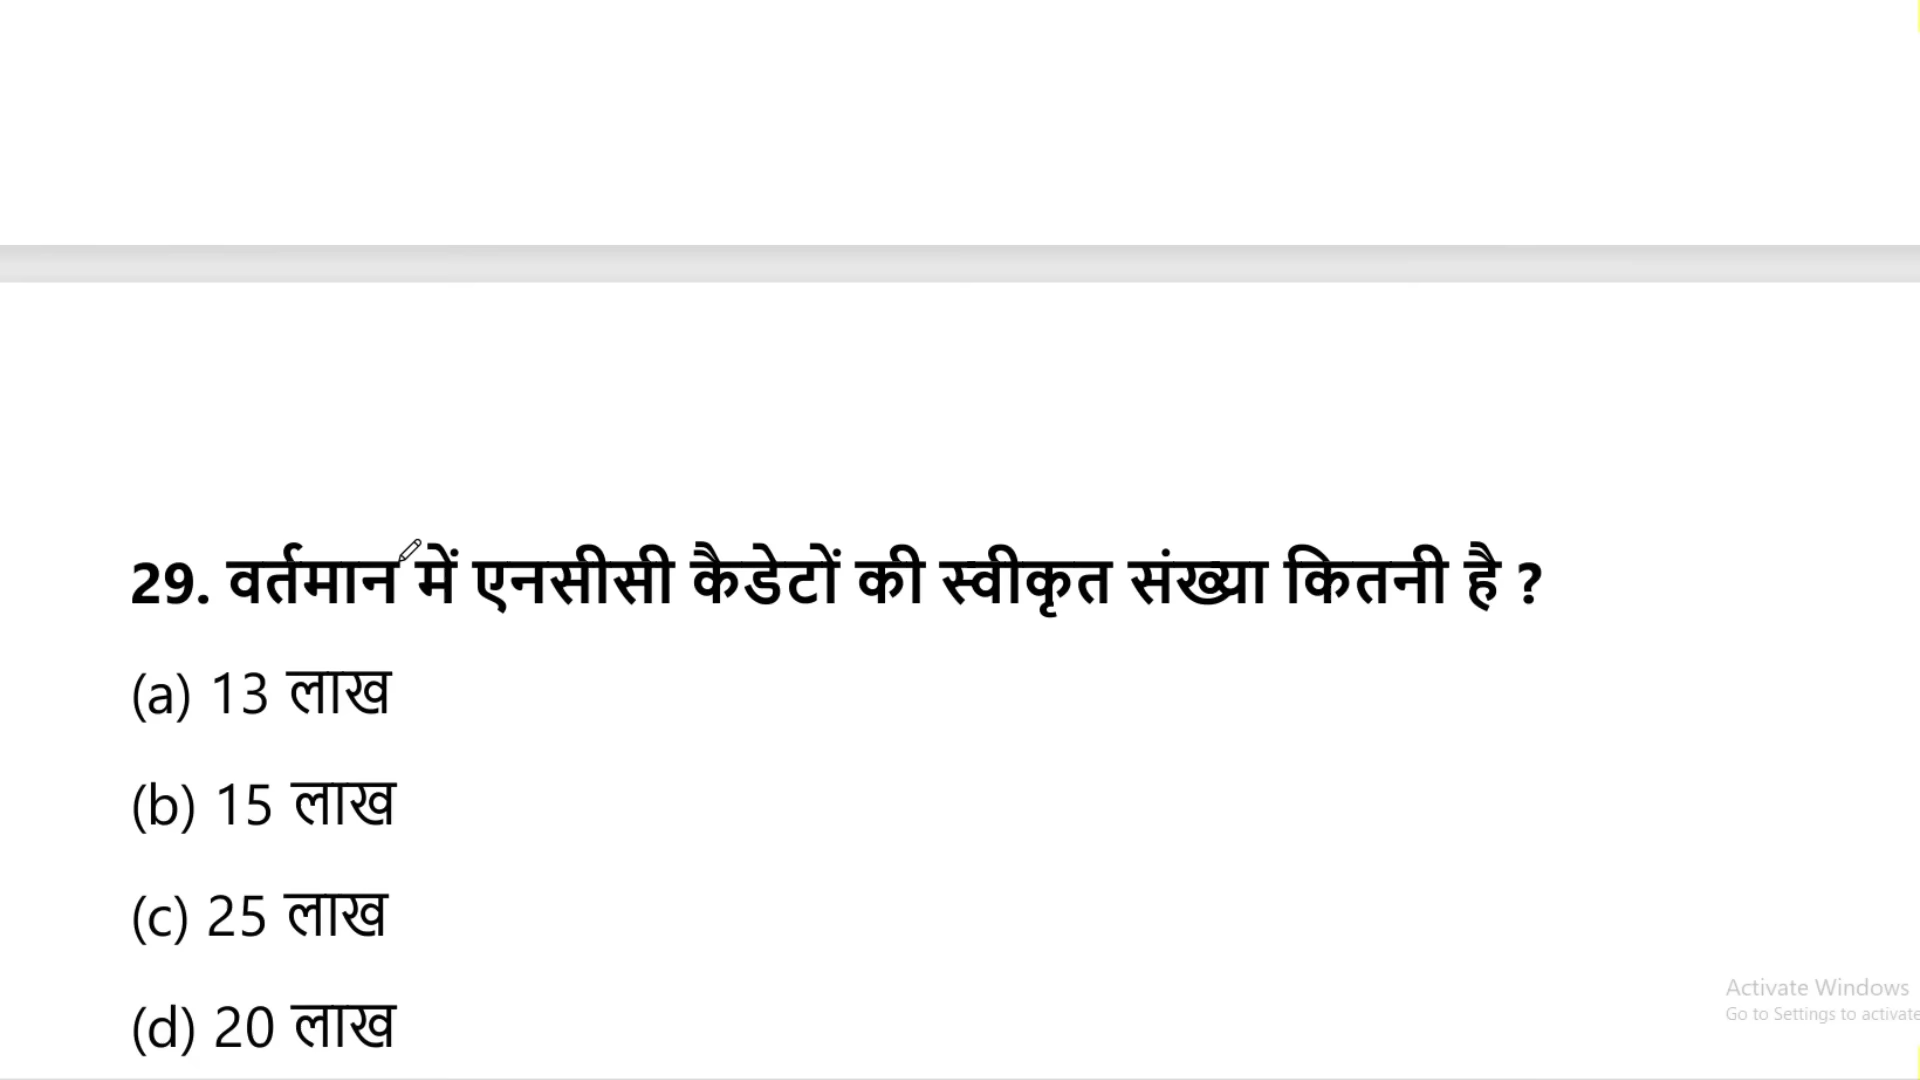 29. वर्तमान में एनसीसी कैडेटों की स्वीकृत संख्या कितनी है ?
(a) 13 लाख
(b) 15 लाख
(c) 25 लाख
(d) 20 लाख
Activate Windows
Go to Settings to activate